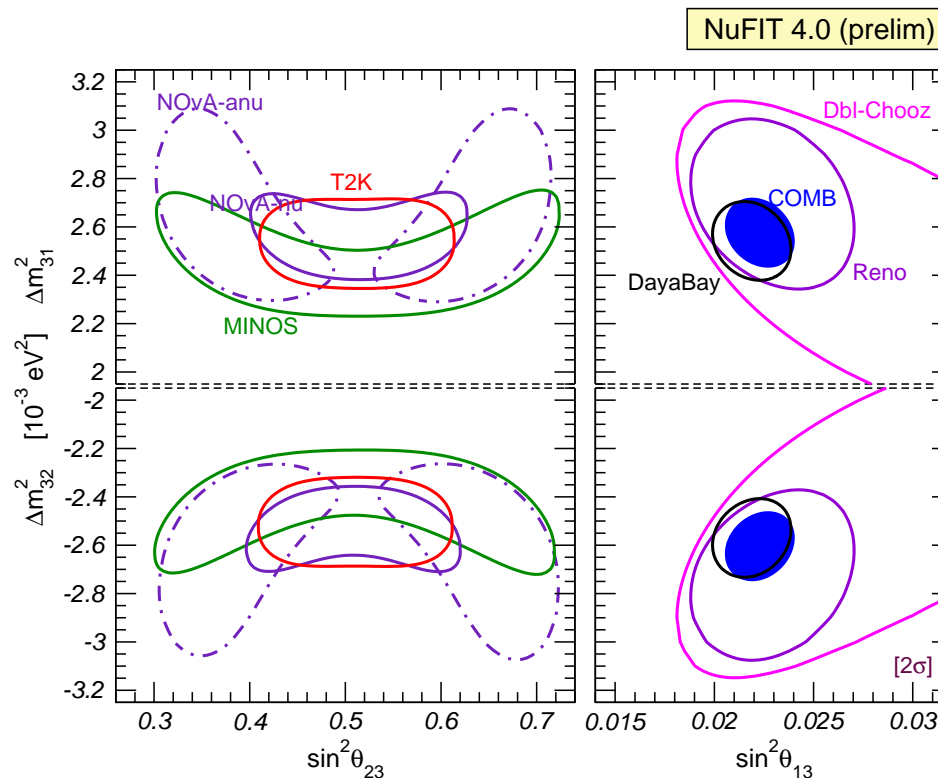 NuFIT 4.0 (prelim)
3.2
3
2.8
2.6
2.4
2.2
2
-2
-2.2
-2.4
-2.6
-2.8
-3
-3.2
Δm²₃₁
[10⁻³ eV²]
Δm²₃₂
NOvA-anu
T2K
NOvA-nu
MINOS
Dbl-Chooz
COMB
DayaBay
Reno
[2σ]
0.3 0.4 0.5 0.6 0.7
0.015 0.02 0.025 0.03
sin²θ₂₃
sin²θ₁₃